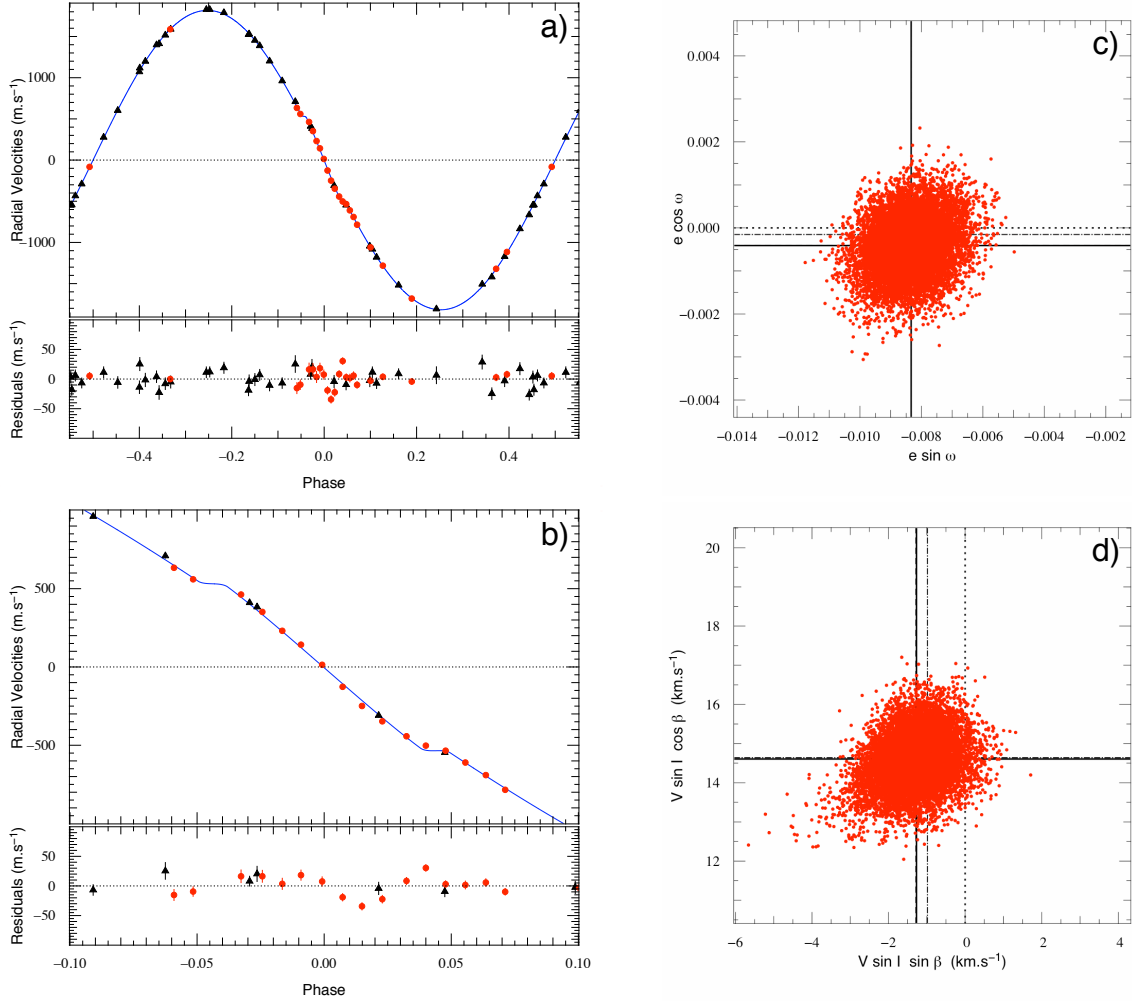 a)
Radial Velocities (m.s⁻¹)
1000
0
−1000
Residuals (m.s⁻¹)
50
0
−50
−0.4 −0.2 0.0 0.2 0.4
Phase
c)
e cos ω
0.004
0.002
0.000
−0.002
−0.004
−0.014 −0.012 −0.010 −0.008 −0.006 −0.004 −0.002
e sin ω
b)
Radial Velocities (m.s⁻¹)
500
0
−500
Residuals (m.s⁻¹)
50
0
−50
−0.10 −0.05 0.00 0.05 0.10
Phase
d)
V sin I cos β (km.s⁻¹)
20
18
16
14
12
−6 −4 −2 0 2 4
V sin I sin β (km.s⁻¹)